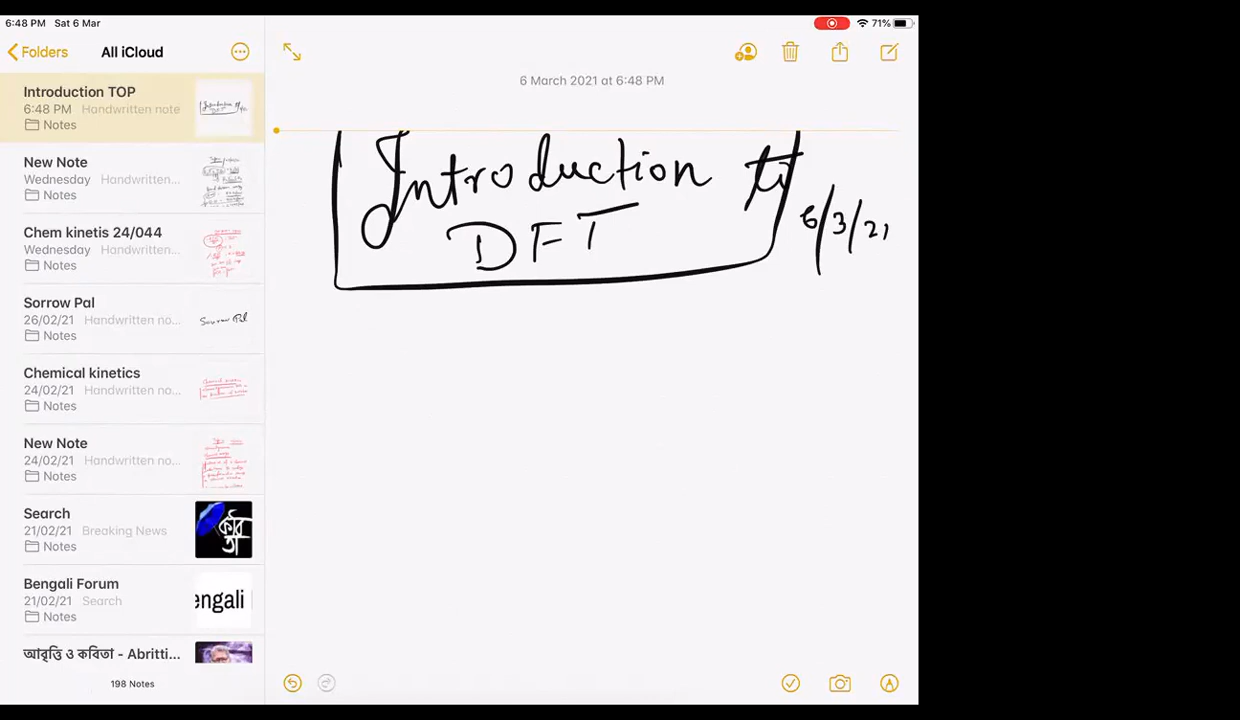 6:48 PM Sat 6 Mar
71%
Folders
All iCloud
Introduction TOP
6:48 PM Handwritten note
Notes
New Note
Wednesday Handwritten...
Notes
Chem kinetis 24/044
Wednesday Handwritten...
Notes
Sorrow Pal
26/02/21 Handwritten no...
Notes
Chemical kinetics
24/02/21 Handwritten no...
Notes
New Note
24/02/21 Handwritten no...
Notes
Search
21/02/21 Breaking News
Notes
কবি
তা
Bengali Forum
21/02/21 Search
Notes
engali
আবৃত্তি ও কবিতা - Abritti...
198 Notes
6 March 2021 at 6:48 PM
Introduction to
DFT
6/3/21